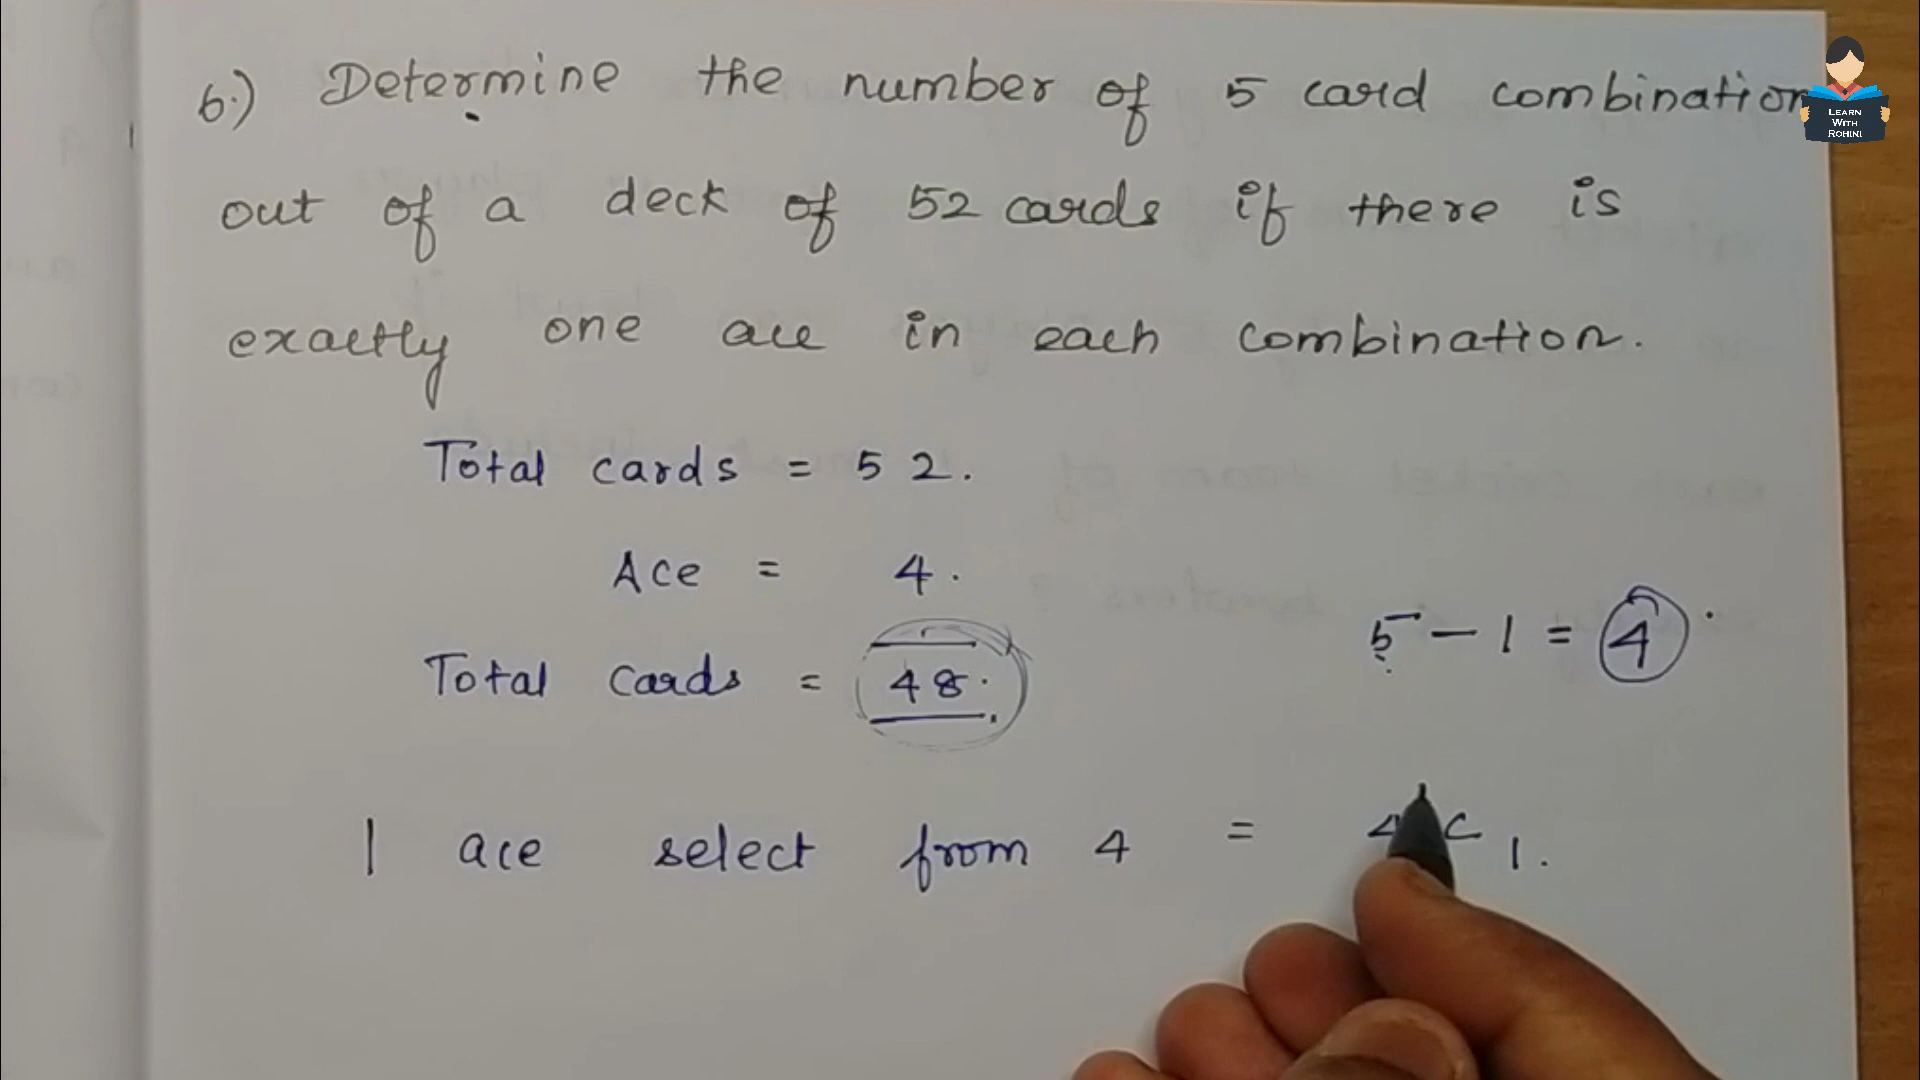 6.) Determine the number of 5 card combination
out of a deck of 52 cards if there is
exactly one ace in each combination.
Total cards = 52.
Ace = 4.
Total cards = 48.
5 - 1 = 4.
1 ace select from 4 = 4C1.
LEARN
WITH
ROHINI